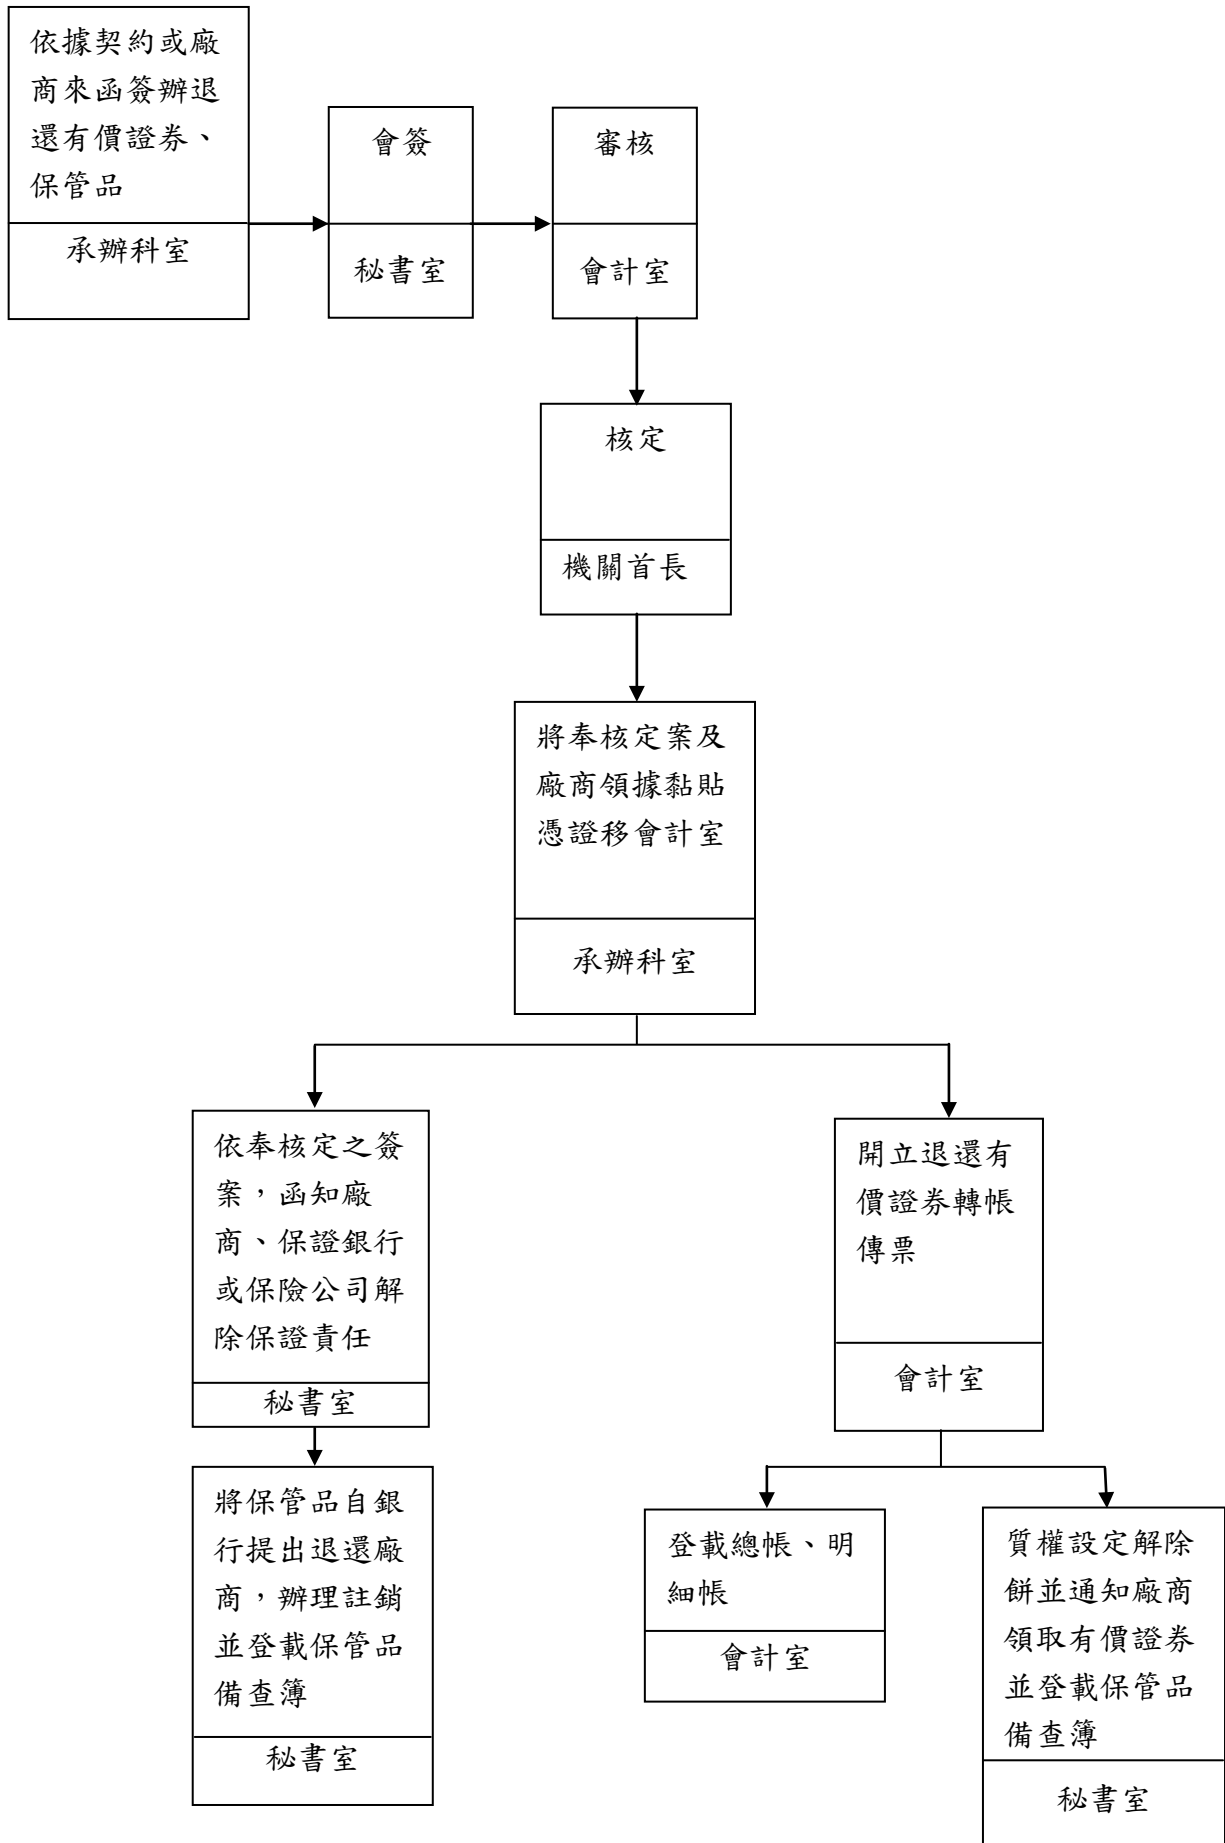 依據契約或廠
商來函簽辦退
還有價證券、
保管品
承辦科室
會簽
秘書室
審核
會計室
核定
機關首長
將奉核定案及
廠商領據黏貼
憑證移會計室
承辦科室
依奉核定之簽
案，函知廠
商、保證銀行
或保險公司解
除保證責任
秘書室
將保管品自銀
行提出退還廠
商，辦理註銷
並登載保管品
備查簿
秘書室
開立退還有
價證券轉帳
傳票
會計室
登載總帳、明
細帳
會計室
質權設定解除
餅並通知廠商
領取有價證券
並登載保管品
備查簿
秘書室